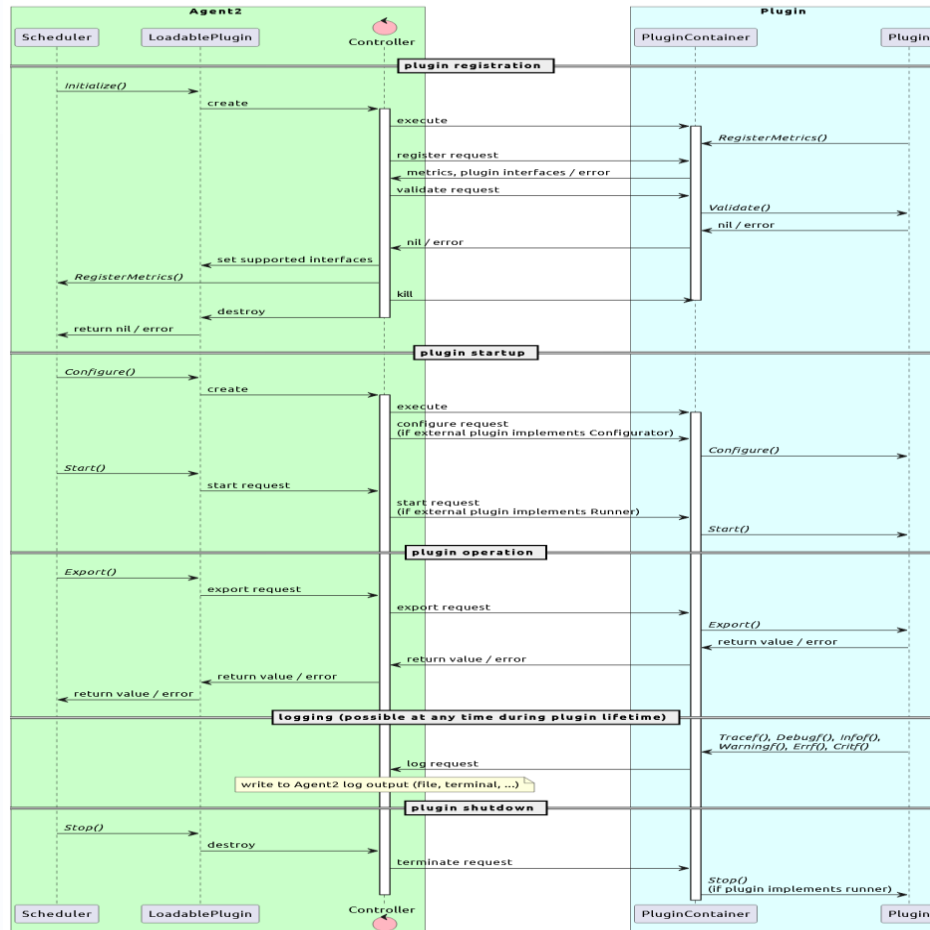 Agent2
Plugin
Scheduler
LoadablePlugin
Controller
PluginContainer
Plugin
plugin registration
Initialize()
create
execute
RegisterMetrics()
register request
metrics, plugin interfaces / error
validate request
Validate()
nil / error
nil / error
set supported interfaces
RegisterMetrics()
kill
destroy
return nil / error
plugin startup
Configure()
create
execute
configure request
(if external plugin implements Configurator)
Configure()
Start()
start request
start request
(if external plugin implements Runner)
Start()
plugin operation
Export()
export request
export request
Export()
return value / error
return value / error
return value / error
return value / error
logging (possible at any time during plugin lifetime)
Tracef(), Debugf(), Infof(),
Warningf(), Errf(), Critf()
log request
write to Agent2 log output (file, terminal, ...)
plugin shutdown
Stop()
destroy
terminate request
Stop()
(if plugin implements runner)
Scheduler
LoadablePlugin
Controller
PluginContainer
Plugin